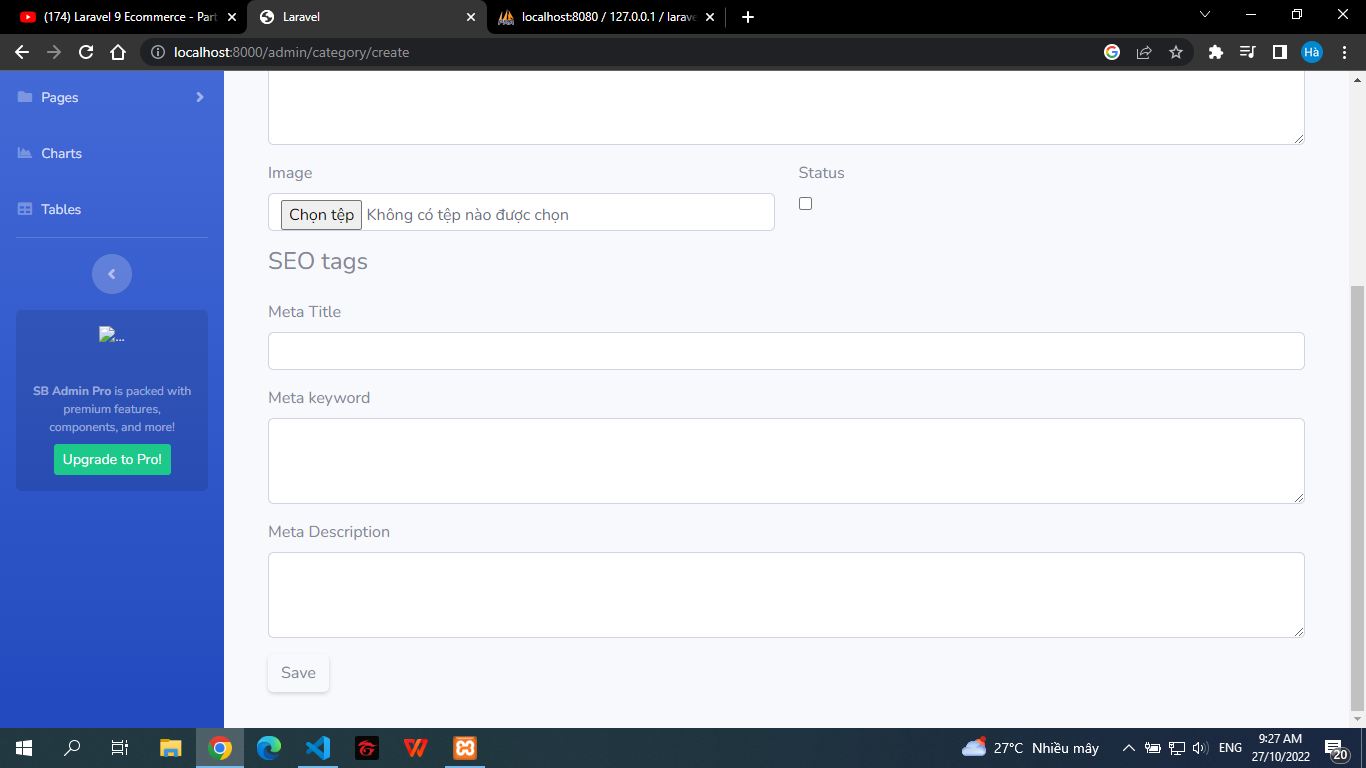 (174) Laravel 9 Ecommerce - Part
Laravel
localhost:8080 / 127.0.0.1 / larave
localhost:8000/admin/category/create
Hà
Pages
Charts
Tables
...
SB Admin Pro is packed with
premium features,
components, and more!
Upgrade to Pro!
Image
Status
Chọn tệp Không có tệp nào được chọn
SEO tags
Meta Title
Meta keyword
Meta Description
Save
27°C Nhiều mây
ENG
9:27 AM
27/10/2022
20